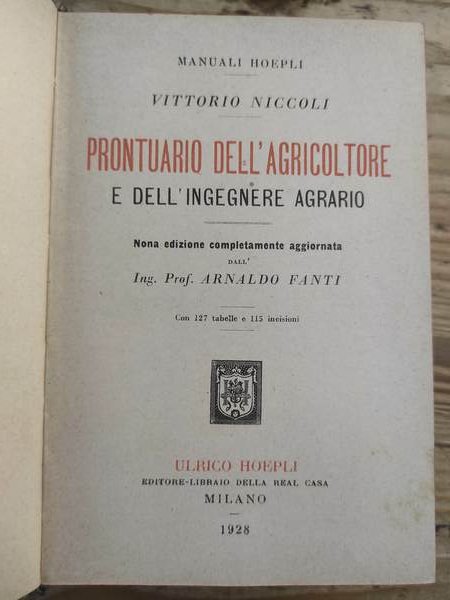 MANUALI HOEPLI
VITTORIO NICCOLI
PRONTUARIO DELL'AGRICOLTORE
E DELL'INGEGNERE AGRARIO
Nona edizione completamente aggiornata
DALL'
Ing. Prof. ARNALDO FANTI
Con 127 tabelle e 115 incisioni
ULRICO HOEPLI
EDITORE-LIBRAIO DELLA REAL CASA
MILANO
1928